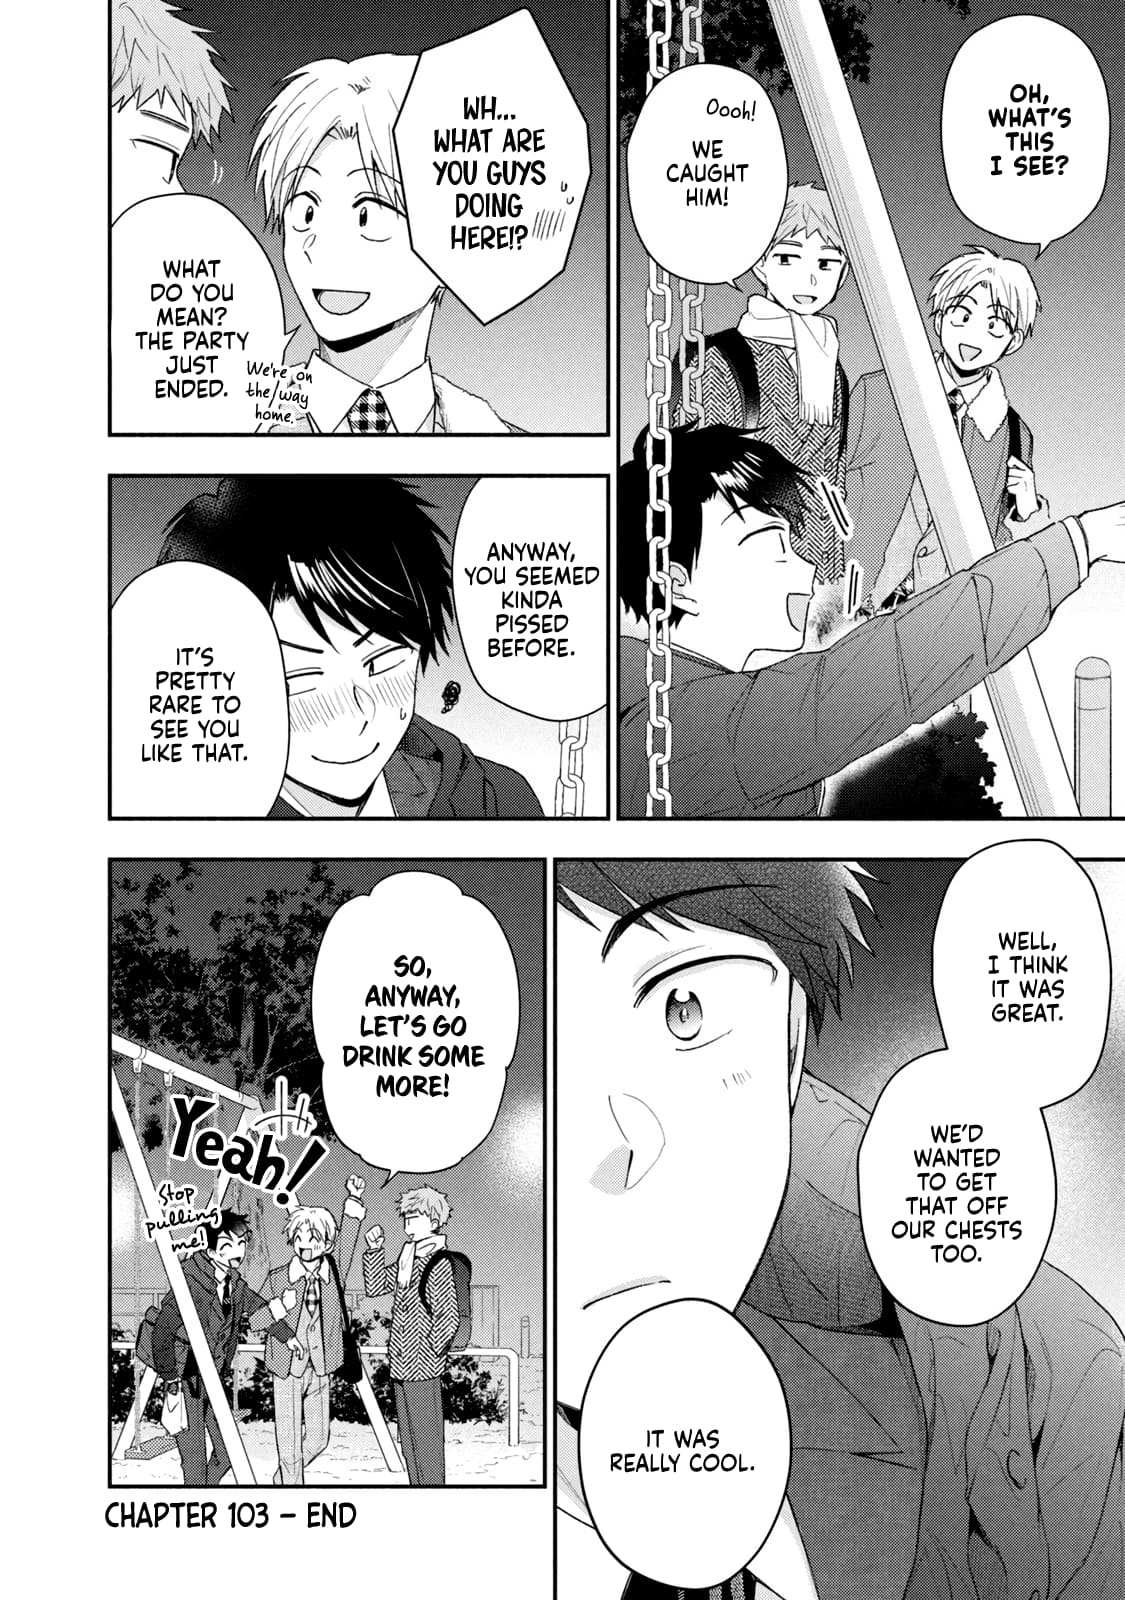 OH,
WHAT'S
THIS
I SEE?
Oooh!
WE
CAUGHT
HIM!
WH...
WHAT ARE
YOU GUYS
DOING
HERE!?
WHAT
DO YOU
MEAN?
THE PARTY
JUST
ENDED.
We're on
the way
home.
ANYWAY,
YOU SEEMED
KINDA
PISSED
BEFORE.
IT'S
PRETTY
RARE TO
SEE YOU
LIKE THAT.
WELL,
I THINK
IT WAS
GREAT.
WE'D
WANTED
TO GET
THAT OFF
OUR CHESTS
TOO.
IT WAS
REALLY COOL.
SO,
ANYWAY,
LET'S GO
DRINK SOME
MORE!
Yeah!
Stop
pulling
me!
CHAPTER 103 – END